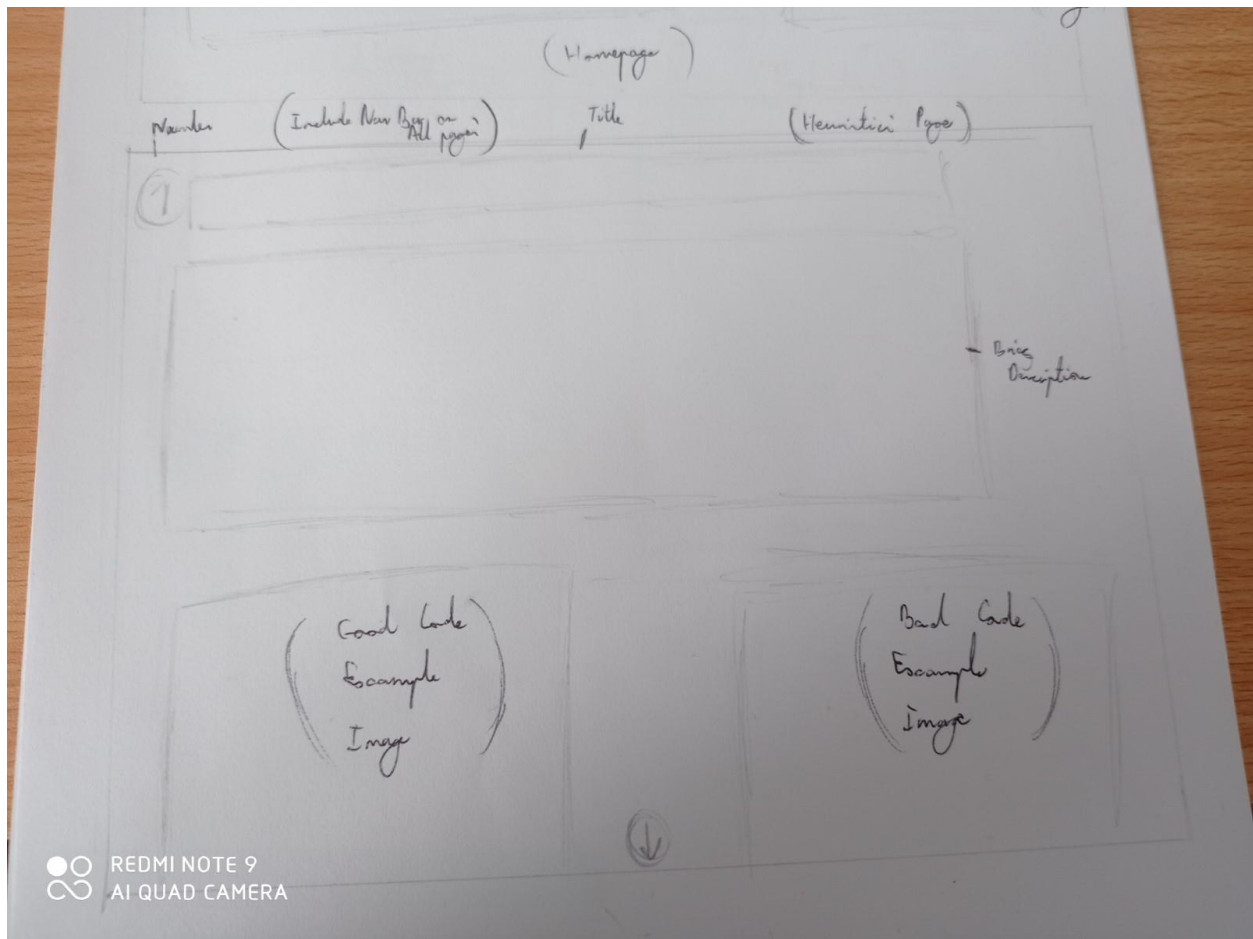 (Homepage)
Number
(Include Nav Bar on
All pages)
Title
(Heuristics Page)
1
Brief
Description
(Good Code
Example
Image)
(Bad Code
Example
Image)
REDMI NOTE 9
AI QUAD CAMERA